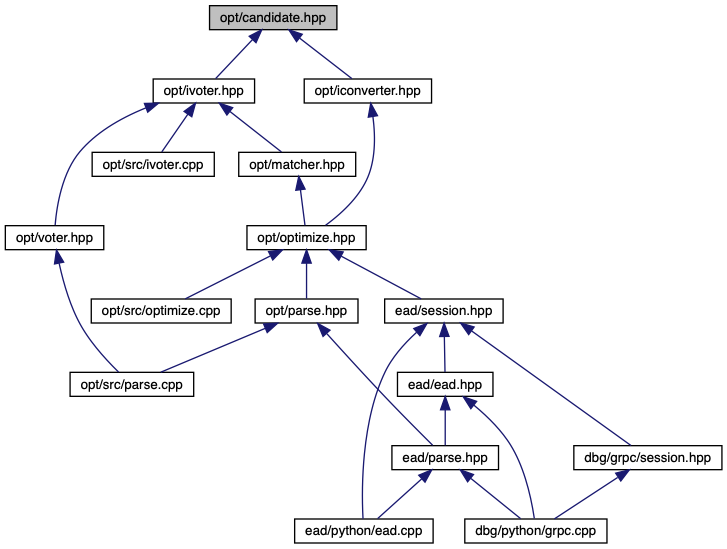 opt/candidate.hpp
opt/ivoter.hpp
opt/iconverter.hpp
opt/src/ivoter.cpp
opt/matcher.hpp
opt/voter.hpp
opt/optimize.hpp
opt/src/optimize.cpp
opt/parse.hpp
ead/session.hpp
opt/src/parse.cpp
ead/ead.hpp
ead/parse.hpp
dbg/grpc/session.hpp
ead/python/ead.cpp
dbg/python/grpc.cpp